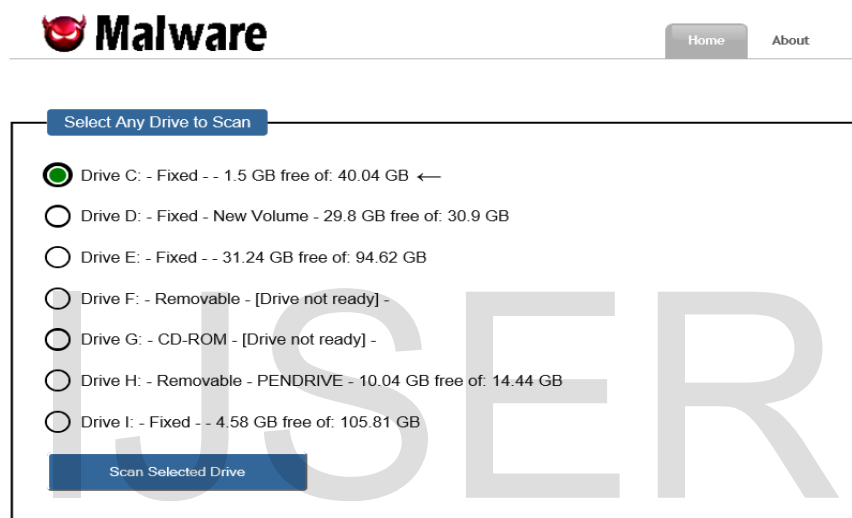 Malware
Home About
Select Any Drive to Scan
Drive C: - Fixed - - 1.5 GB free of: 40.04 GB ←
Drive D: - Fixed - New Volume - 29.8 GB free of: 30.9 GB
Drive E: - Fixed - - 31.24 GB free of: 94.62 GB
Drive F: - Removable - [Drive not ready] -
Drive G: - CD-ROM - [Drive not ready] -
Drive H: - Removable - PENDRIVE - 10.04 GB free of: 14.44 GB
Drive I: - Fixed - - 4.58 GB free of: 105.81 GB
Scan Selected Drive
IJSER